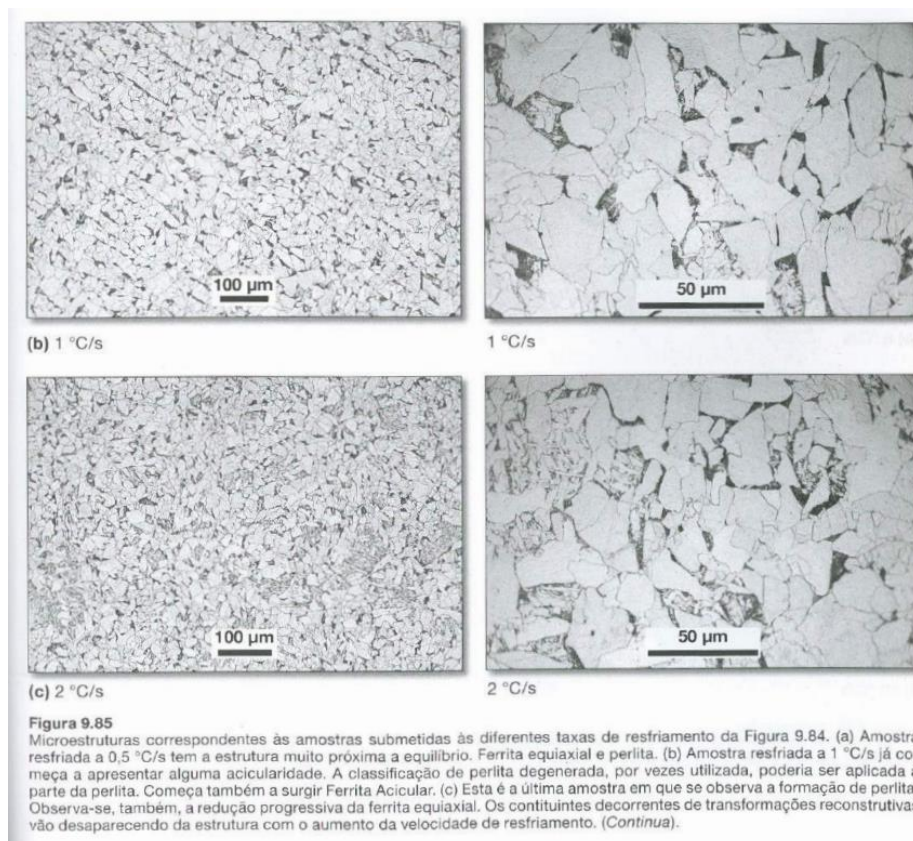 100 µm
50 µm
(b) 1 °C/s
1 °C/s
100 µm
50 µm
(c) 2 °C/s
2 °C/s
Figura 9.85
Microestruturas correspondentes às amostras submetidas às diferentes taxas de resfriamento da Figura 9.84. (a) Amostra
resfriada a 0,5 °C/s tem a estrutura muito próxima a equilíbrio. Ferrita equiaxial e perlita. (b) Amostra resfriada a 1 °C/s já co-
meça a apresentar alguma acicularidade. A classificação de perlita degenerada, por vezes utilizada, poderia ser aplicada a
parte da perlita. Começa também a surgir Ferrita Acicular. (c) Esta é a última amostra em que se observa a formação de perlita.
Observa-se, também, a redução progressiva da ferrita equiaxial. Os contituintes decorrentes de transformações reconstrutivas
vão desaparecendo da estrutura com o aumento da velocidade de resfriamento. (Continua).